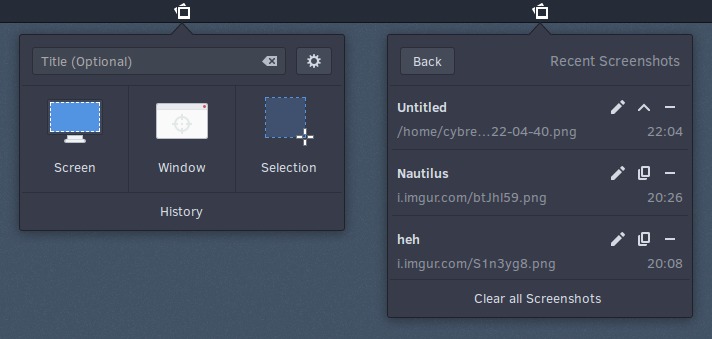 Title (Optional)
Screen
Window
Selection
History
Back
Recent Screenshots
Untitled
/home/cybre...22-04-40.png
22:04
Nautilus
i.imgur.com/btJhI59.png
20:26
heh
i.imgur.com/S1n3yg8.png
20:08
Clear all Screenshots